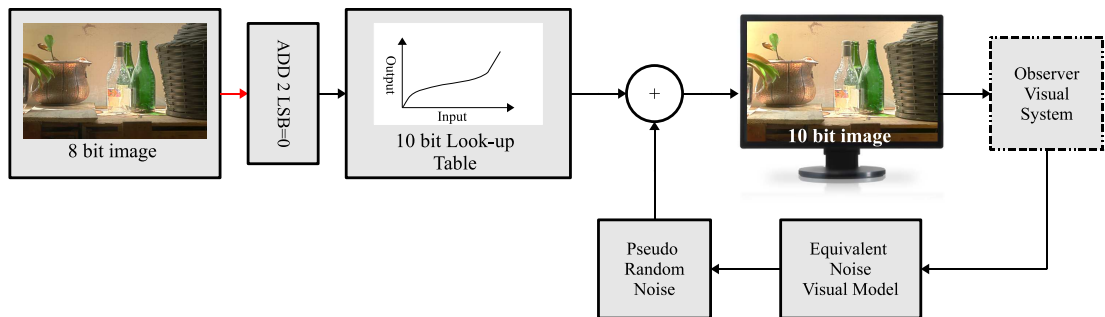 8 bit image
ADD 2 LSB=0
Output
Input
10 bit Look-up
Table
+
10 bit image
Observer
Visual
System
Pseudo
Random
Noise
Equivalent
Noise
Visual Model